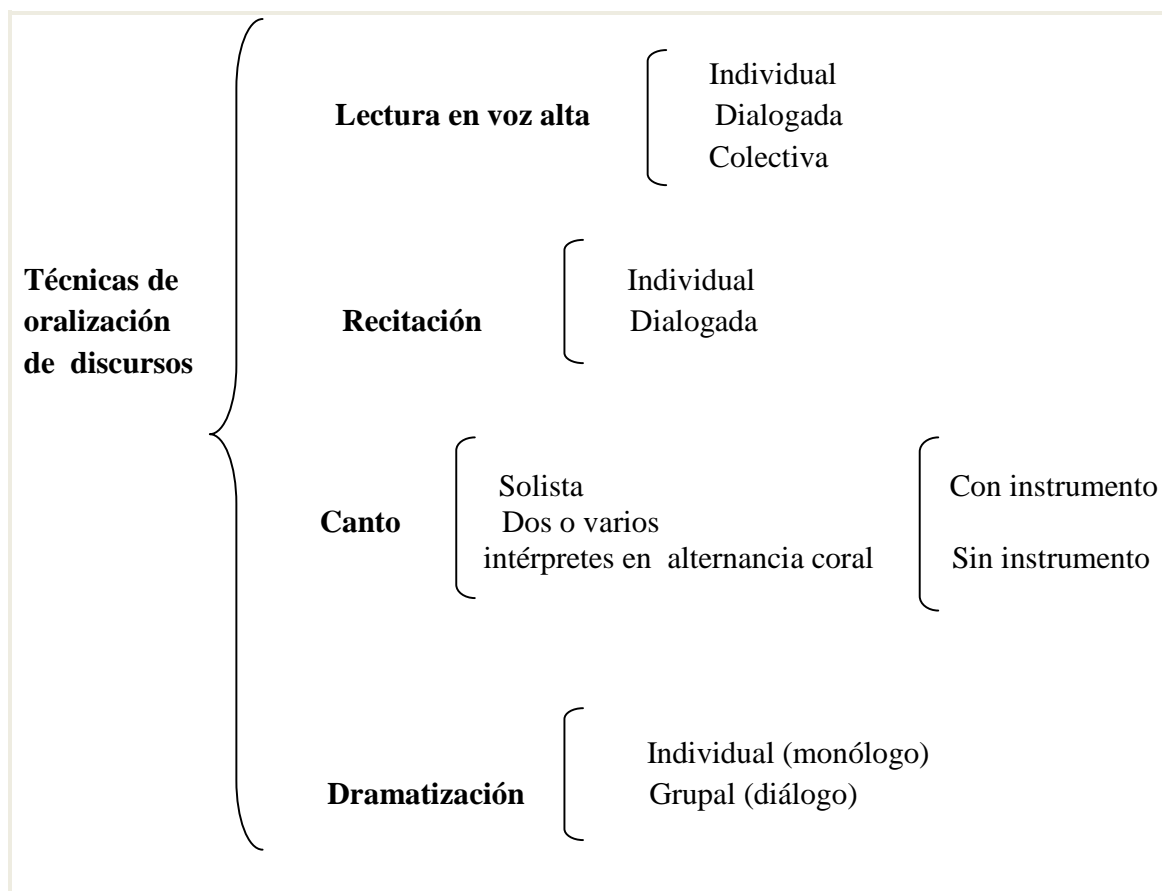 Técnicas de
oralización
de discursos
Lectura en voz alta
Individual
Dialogada
Colectiva
Recitación
Individual
Dialogada
Canto
Solista
Dos o varios
intérpretes en alternancia coral
Con instrumento
Sin instrumento
Dramatización
Individual (monólogo)
Grupal (diálogo)